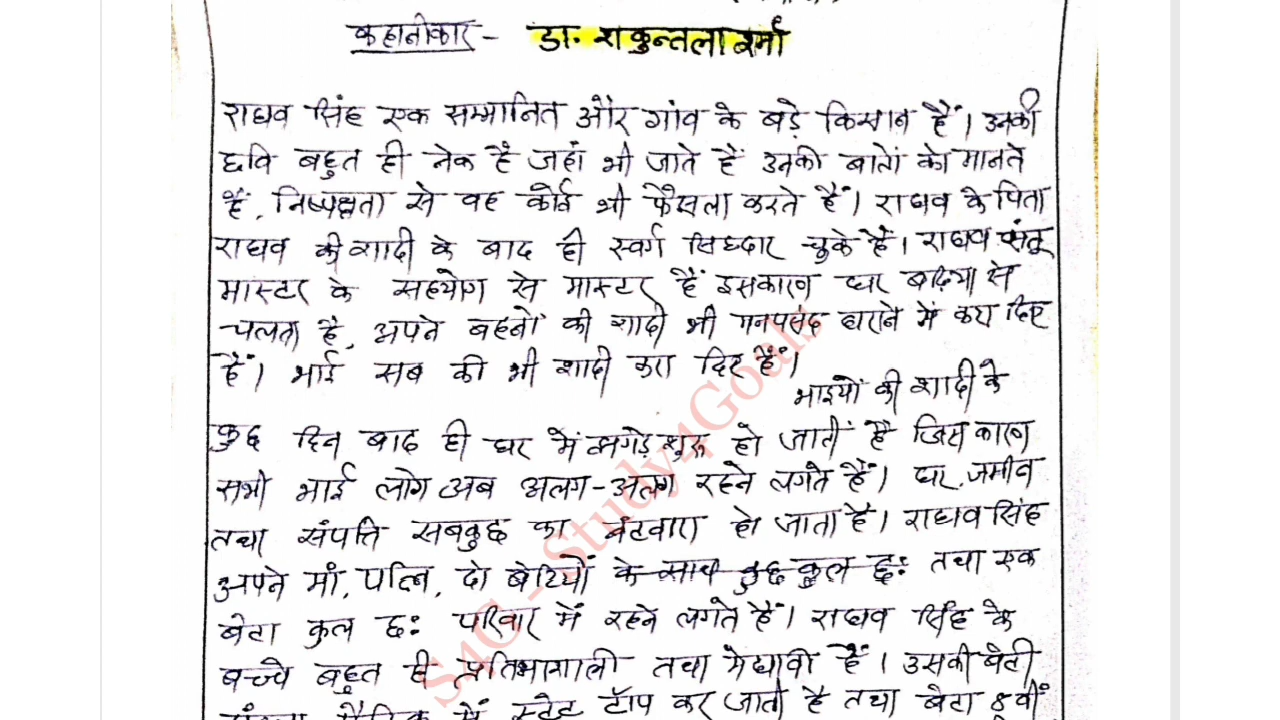 कहानीकार - डा. शकुन्तला शर्मा
राघव सिंह एक सम्मानित और गांव के बड़े किसान हैं। उनकी
छवि बहुत ही नेक है जहां भी जाते हैं उनकी बातों को मानते
हैं, निष्पक्षता से वह कोई भी फैसला करते हैं। राघव के पिता
राघव की शादी के बाद ही स्वर्ग सिधार चुके हैं। राघव
मास्टर के सहयोग से मास्टर हैं इसकारण घर बढ़िया से
चलता है, अपने बहनों की शादी भी मनपसंद घराने में करा दिए
हैं। भाई सब की भी शादी करा दिए हैं।
भाइयों की शादी के
कुछ दिन बाद ही घर में झगड़े शुरू हो जाती है जिस कारण
सभी भाई लोग अब अलग-अलग रहने लगते हैं। घर, जमीन
तथा संपत्ति सबकुछ का बंटवारा हो जाता है। राघव सिंह
अपने मां, पत्नि, दो बेटियों के साथ कुछ कुल छः तथा एक
बेटा कुल छः परिवार में रहने लगते हैं। राघव सिंह के
बच्चे बहुत ही प्रतिभाशाली तथा मेधावी हैं। उसकी बेटी
मैट्रिक में स्टेट टॉप कर जाती है तथा बेटा 8वीं
S4G - Study4Goals